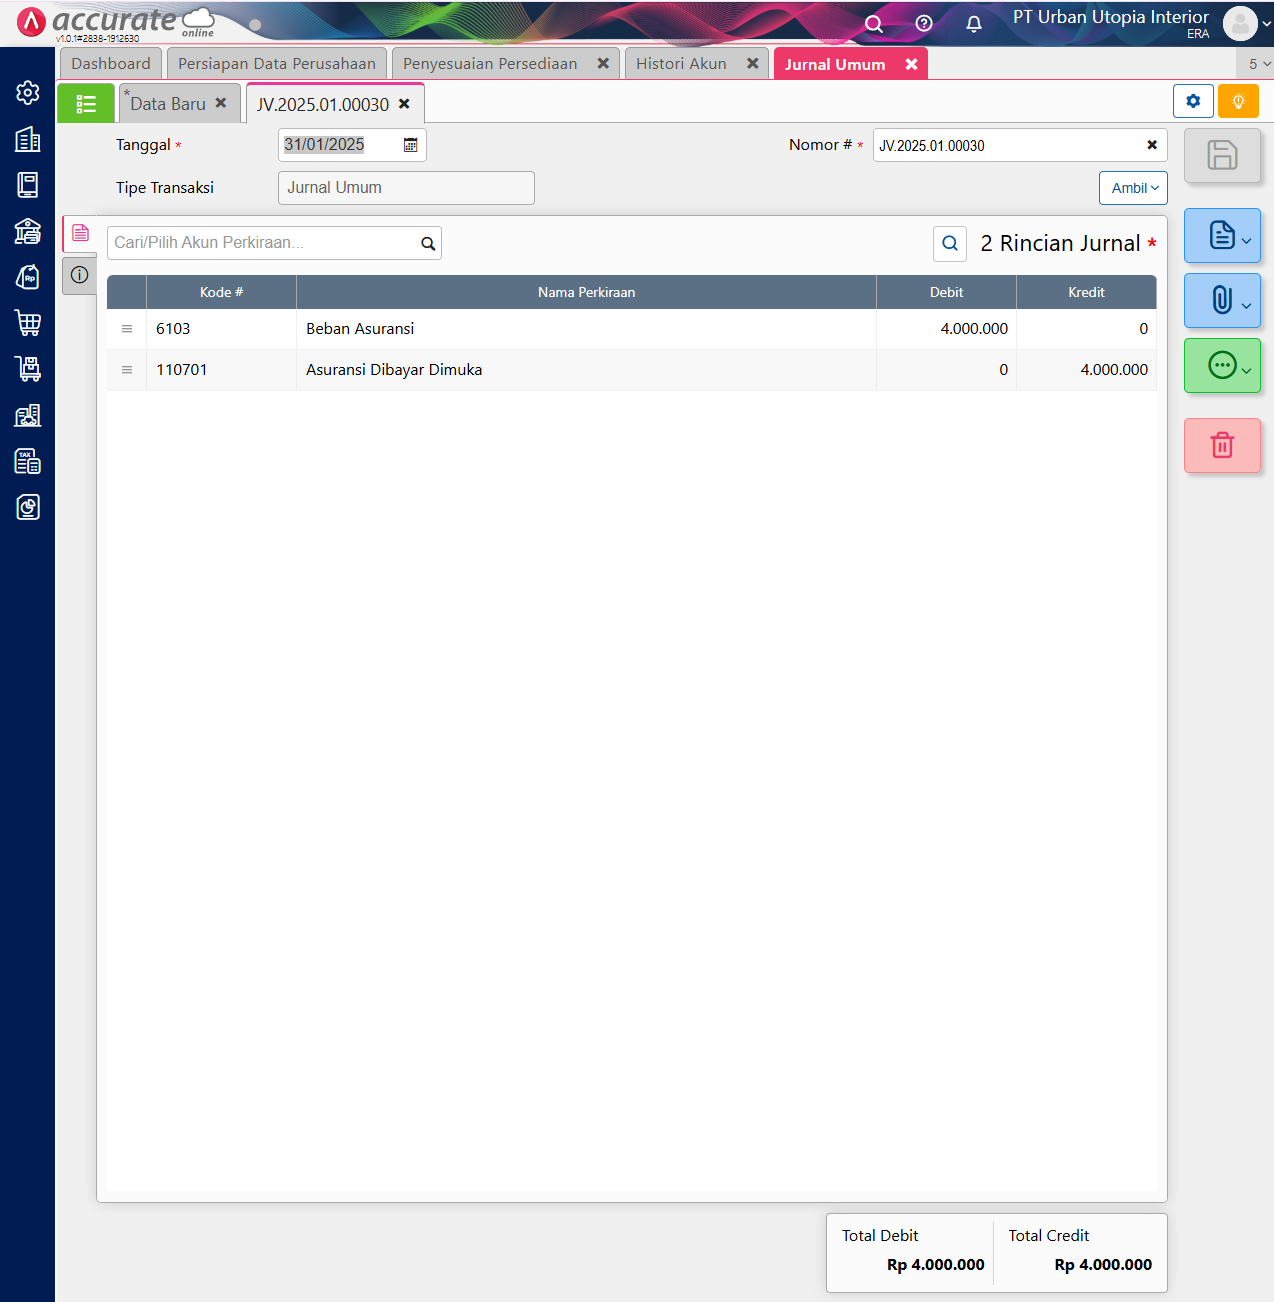 accurate
online
v1.0.1#2838-1912630
PT Urban Utopia Interior
ERA
Dashboard
Persiapan Data Perusahaan
Penyesuaian Persediaan
Histori Akun
Jurnal Umum
5
*Data Baru
JV.2025.01.00030
Tanggal *
31/01/2025
Nomor # *
JV.2025.01.00030
Tipe Transaksi
Jurnal Umum
Ambil
Cari/Pilih Akun Perkiraan...
2 Rincian Jurnal *
Kode # Nama Perkiraan Debit Kredit
6103 Beban Asuransi 4.000.000 0
110701 Asuransi Dibayar Dimuka 0 4.000.000
Rp
TAX
Total Debit
Rp 4.000.000
Total Credit
Rp 4.000.000